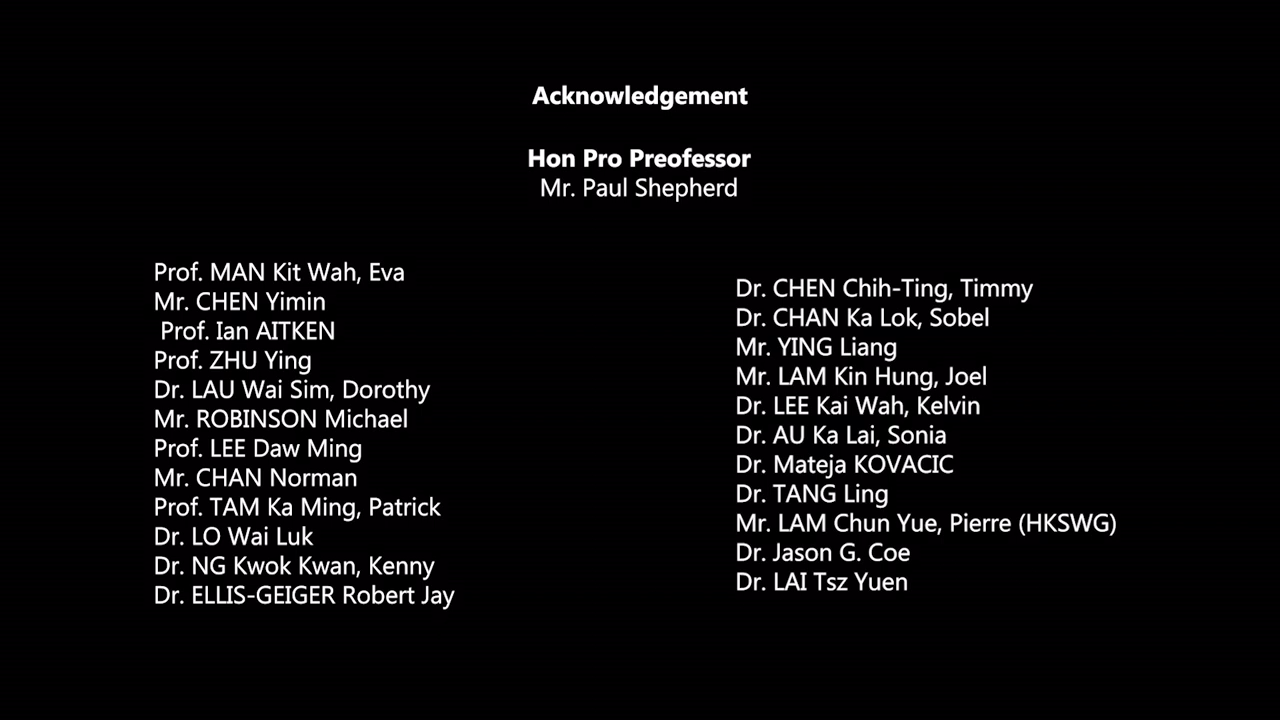 Acknowledgement
Hon Pro Preofessor
Mr. Paul Shepherd
Prof. MAN Kit Wah, Eva
Mr. CHEN Yimin
Prof. Ian AITKEN
Prof. ZHU Ying
Dr. LAU Wai Sim, Dorothy
Mr. ROBINSON Michael
Prof. LEE Daw Ming
Mr. CHAN Norman
Prof. TAM Ka Ming, Patrick
Dr. LO Wai Luk
Dr. NG Kwok Kwan, Kenny
Dr. ELLIS-GEIGER Robert Jay
Dr. CHEN Chih-Ting, Timmy
Dr. CHAN Ka Lok, Sobel
Mr. YING Liang
Mr. LAM Kin Hung, Joel
Dr. LEE Kai Wah, Kelvin
Dr. AU Ka Lai, Sonia
Dr. Mateja KOVACIC
Dr. TANG Ling
Mr. LAM Chun Yue, Pierre (HKSWG)
Dr. Jason G. Coe
Dr. LAI Tsz Yuen